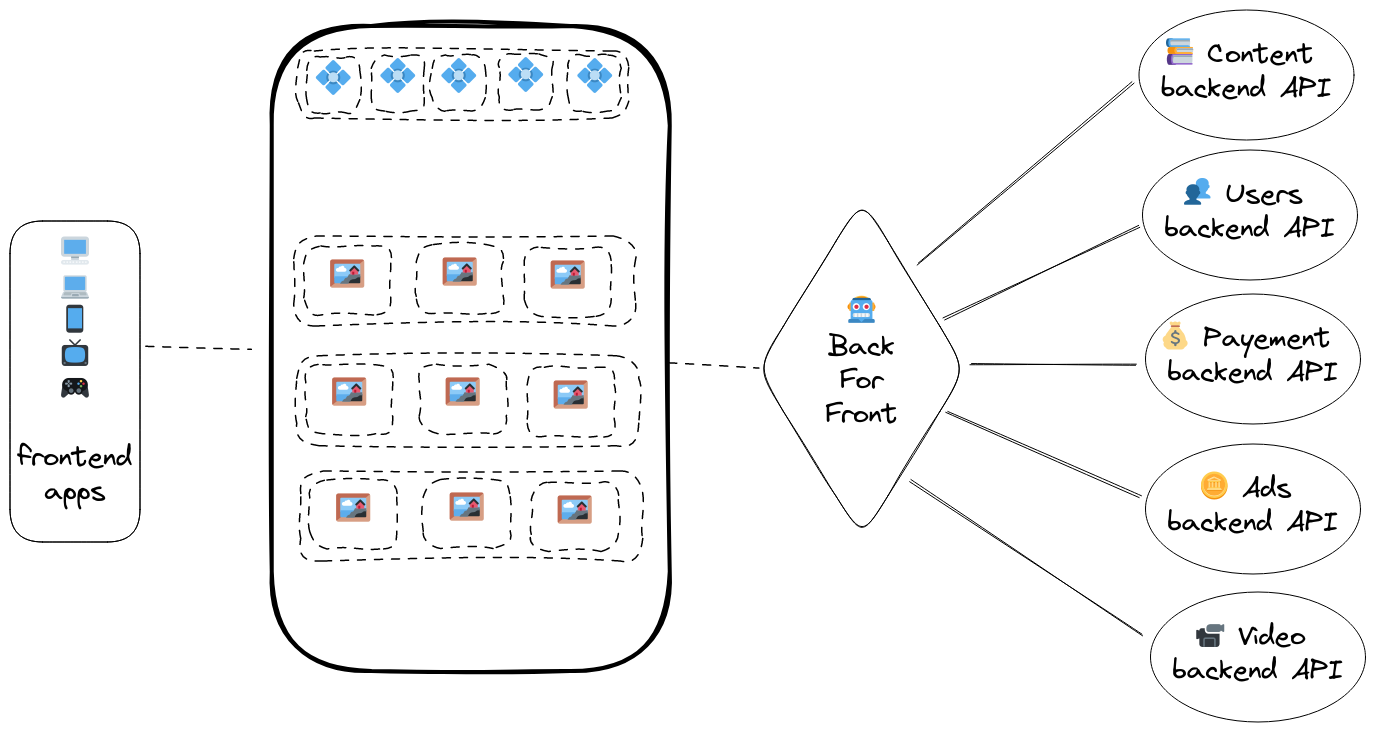 frontend
apps
Back
For
Front
Content
backend API
Users
backend API
Payement
backend API
Ads
backend API
Video
backend API